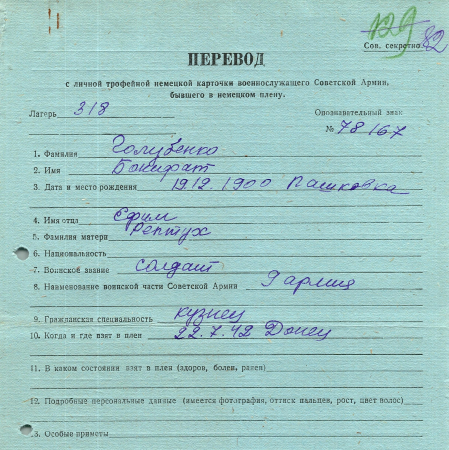 129
Сов. секретно 82
ПЕРЕВОД
с личной трофейной немецкой карточки военнослужащего Советской Армии,
бывшего в немецком плену.
Лагерь 318 Опознавательный знак
№ 78167
1. Фамилия Голубенко
2. Имя Бонифат
3. Дата и место рождения 19.12.1900 Пашковка
4. Имя отца Ефим
5. Фамилия матери Рептух
6. Национальность
7. Воинское звание солдат
8. Наименование воинской части Советской Армии 9 армия
9. Гражданская специальность кузнец
10. Когда и где взят в плен 22.7.42 Донец
11. В каком состоянии взят в плен (здоров, болен, ранен)
12. Подробные персональные данные (имеется фотография, оттиск пальцев, рост, цвет волос)
13. Особые приметы